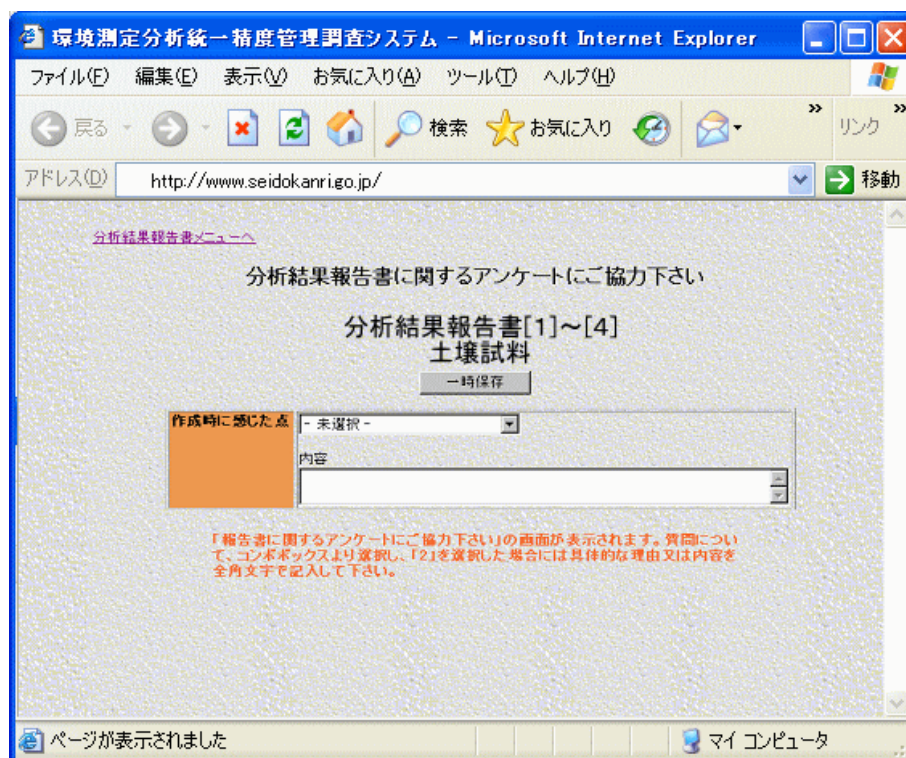 環境測定分析統一精度管理調査システム - Microsoft Internet Explorer
ファイル(F) 編集(E) 表示(V) お気に入り(A) ツール(T) ヘルプ(H)
戻る 検索 お気に入り » リンク »
アドレス(D) http://www.seidokanri.go.jp/ 移動
分析結果報告書メニューへ
分析結果報告書に関するアンケートにご協力下さい
分析結果報告書[1]~[4]
土壌試料
一時保存
作成時に感じた点 - 未選択 -
内容
「報告書に関するアンケートにご協力下さい」の画面が表示されます。質問につい
て、コンボボックスより選択し、「2」を選択した場合には具体的な理由又は内容を
全角文字で記入して下さい。
ページが表示されました マイ コンピュータ